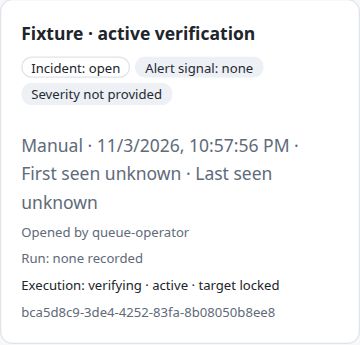 Fixture · active verification
Incident: open Alert signal: none
Severity not provided
Manual · 11/3/2026, 10:57:56 PM ·
First seen unknown · Last seen
unknown
Opened by queue-operator
Run: none recorded
Execution: verifying · active · target locked
bca5d8c9-3de4-4252-83fa-8b08050b8ee8